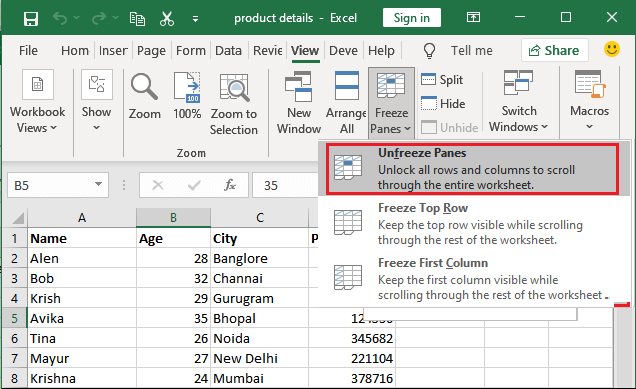 product details - Excel
Sign in
File Hom Inser Page Form Data Revie View Deve Help Tell me Share
Workbook Views
Show
Zoom
100%
100
Zoom to Selection
New Window
Arrange All
Freeze Panes
Split
Hide
Unhide
Switch Windows
Macros
Zoom
Unfreeze Panes
Unlock all rows and columns to scroll
through the entire worksheet.
Freeze Top Row
Keep the top row visible while scrolling
through the rest of the worksheet.
Freeze First Column
Keep the first column visible while
scrolling through the rest of the worksheet.
B5 fx 35
A B C
1 Name Age City P
2 Alen 28 Banglore
3 Bob 32 Channai
4 Krish 29 Gurugram
5 Avika 35 Bhopal
6 Tina 26 Noida 345682
7 Mayur 27 New Delhi 221104
8 Krishna 24 Mumbai 378716